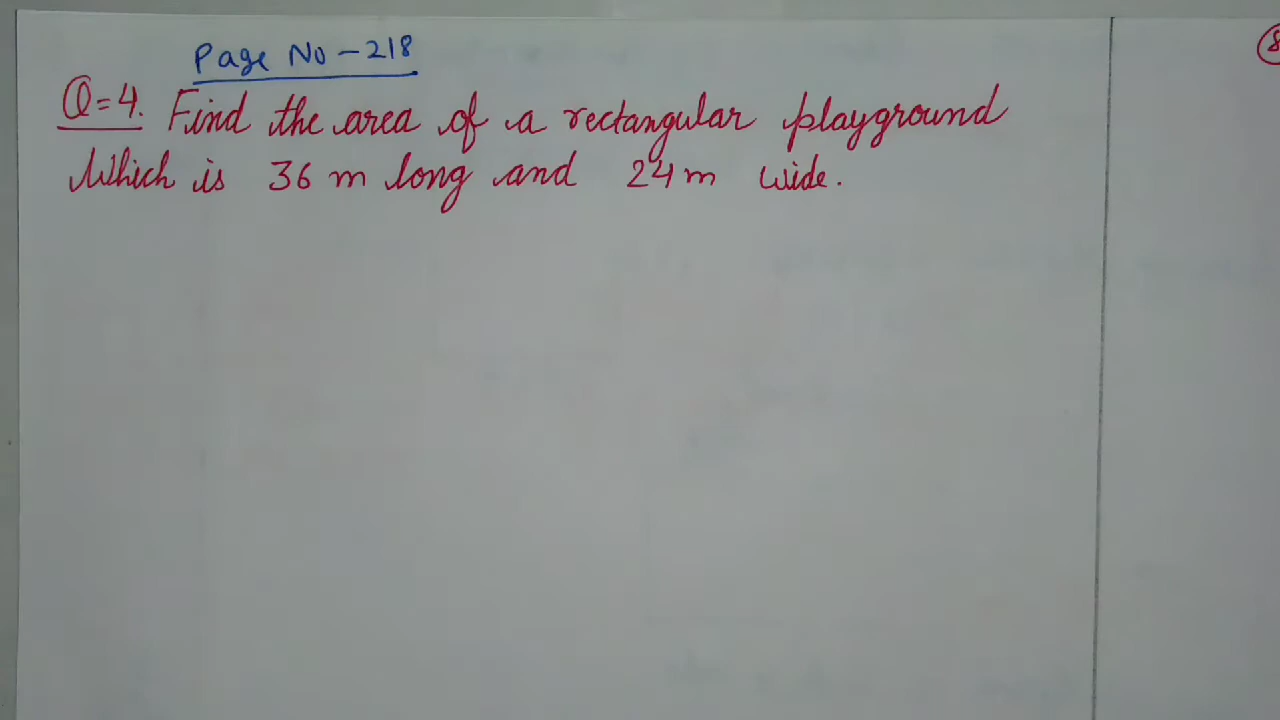 Page No - 218
Q=4. Find the area of a rectangular playground
Which is 36 m long and 24 m wide.